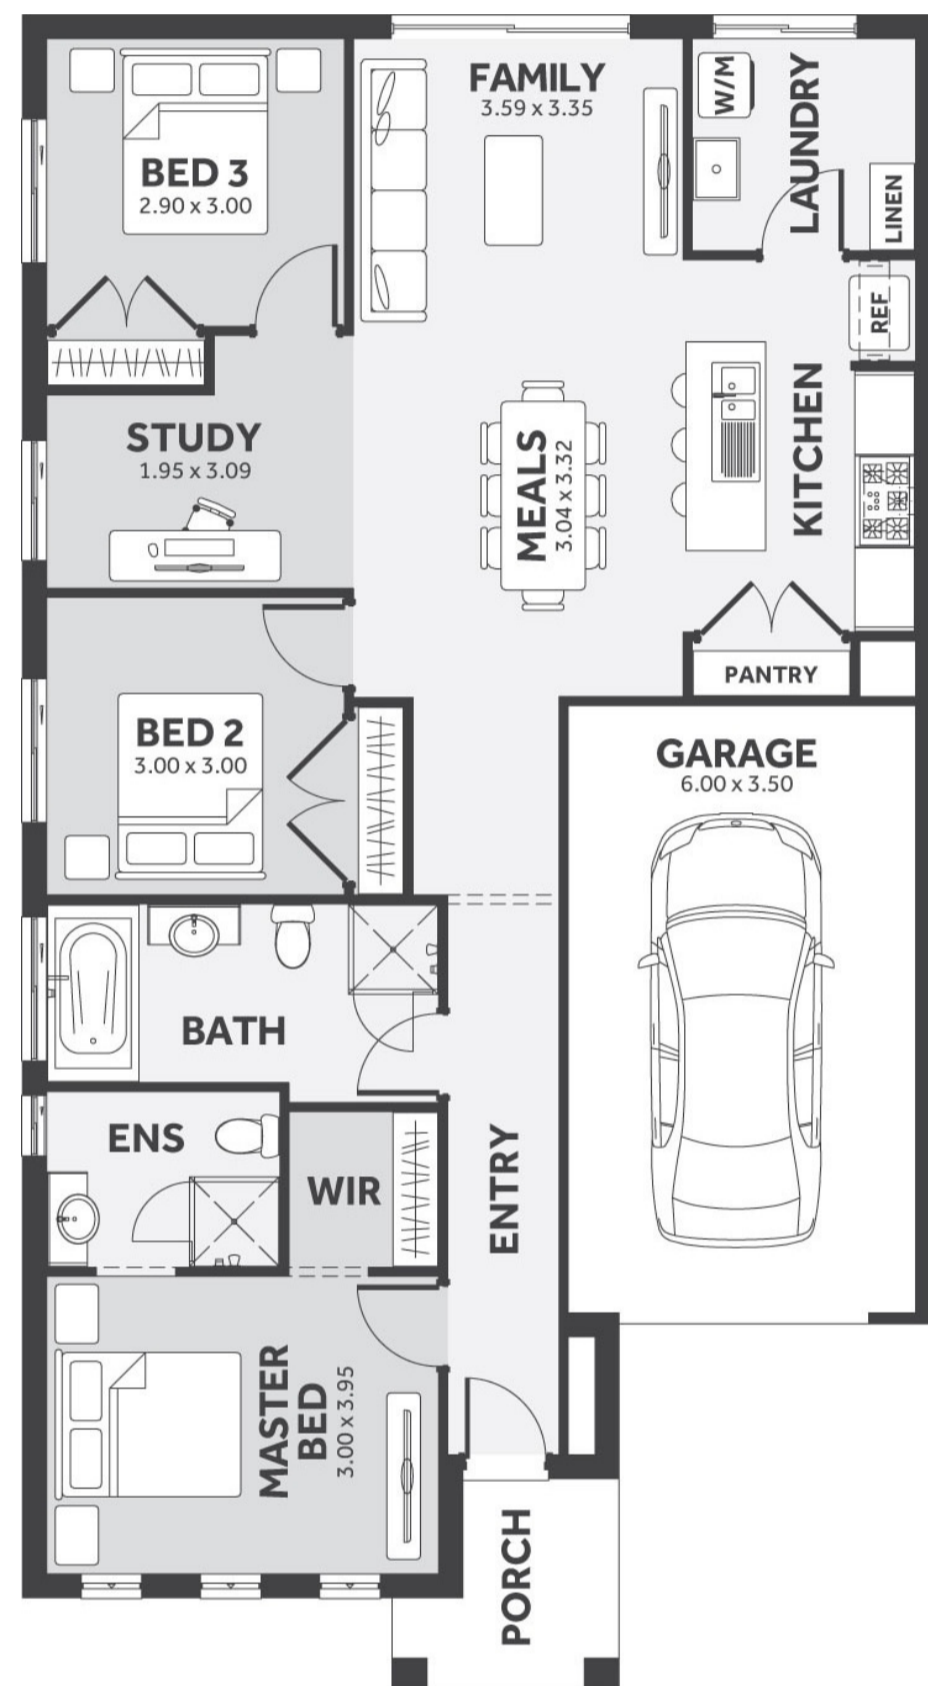 FAMILY
3.59 x 3.35
W/M
LAUNDRY
LINEN
BED 3
2.90 x 3.00
REF
KITCHEN
STUDY
1.95 x 3.09
MEALS
3.04 x 3.32
PANTRY
BED 2
3.00 x 3.00
GARAGE
6.00 x 3.50
BATH
ENS
WIR
ENTRY
MASTER
BED
3.00 x 3.95
PORCH